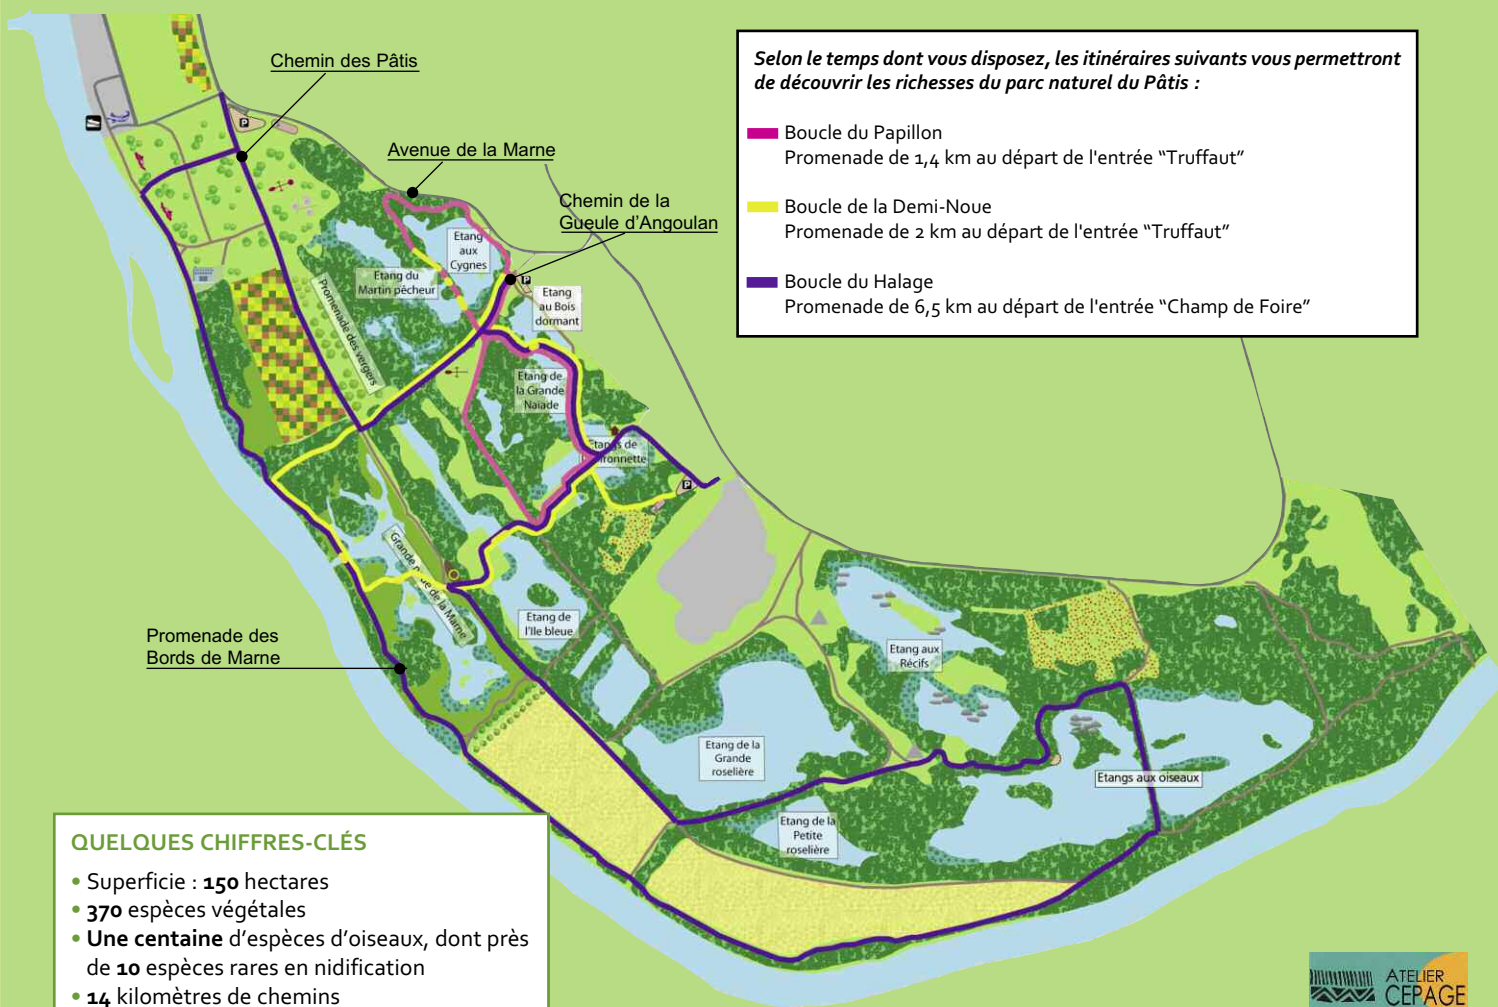 Chemin des Pâtis
Avenue de la Marne
Chemin de la
Gueule d'Angoulan
Selon le temps dont vous disposez, les itinéraires suivants vous permettront
de découvrir les richesses du parc naturel du Pâtis :
Boucle du Papillon
Promenade de 1,4 km au départ de l'entrée “Truffaut”
Boucle de la Demi-Noue
Promenade de 2 km au départ de l'entrée “Truffaut”
Boucle du Halage
Promenade de 6,5 km au départ de l'entrée “Champ de Foire”
P
Etang
aux
Cygnes
Etang du
Martin pêcheur
P
Etang
au Bois
dormant
Promenade des vergers
Etang de
la Grande
Naïade
Etangs de
P
Grande de la Marne
Etang de
l'Ile bleue
Promenade des
Bords de Marne
Etang aux
Récifs
Etang de la
Grande
roselière
Etangs aux oiseaux
Etang de la
Petite
roselière
QUELQUES CHIFFRES-CLÉS
• Superficie : 150 hectares
• 370 espèces végétales
• Une centaine d’espèces d’oiseaux, dont près
de 10 espèces rares en nidification
• 14 kilomètres de chemins
ATELIER
CEPAGE